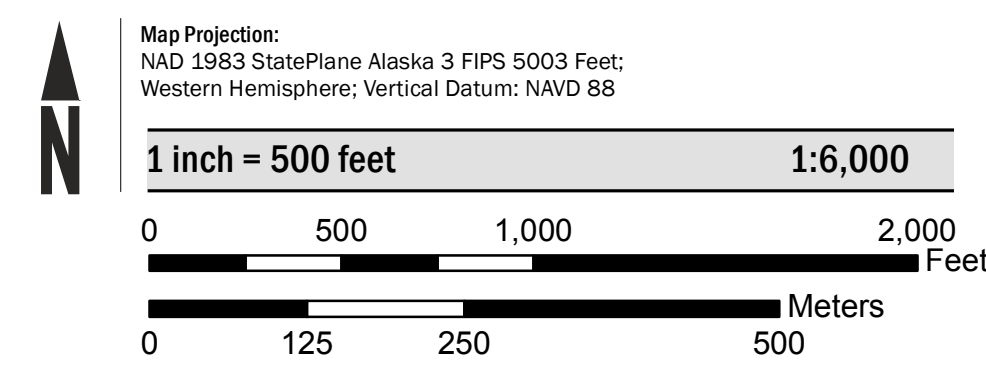 N
Map Projection:
NAD 1983 StatePlane Alaska 3 FIPS 5003 Feet;
Western Hemisphere; Vertical Datum: NAVD 88
1 inch = 500 feet 1:6,000
0 500 1,000 2,000
Feet
Meters
0 125 250 500